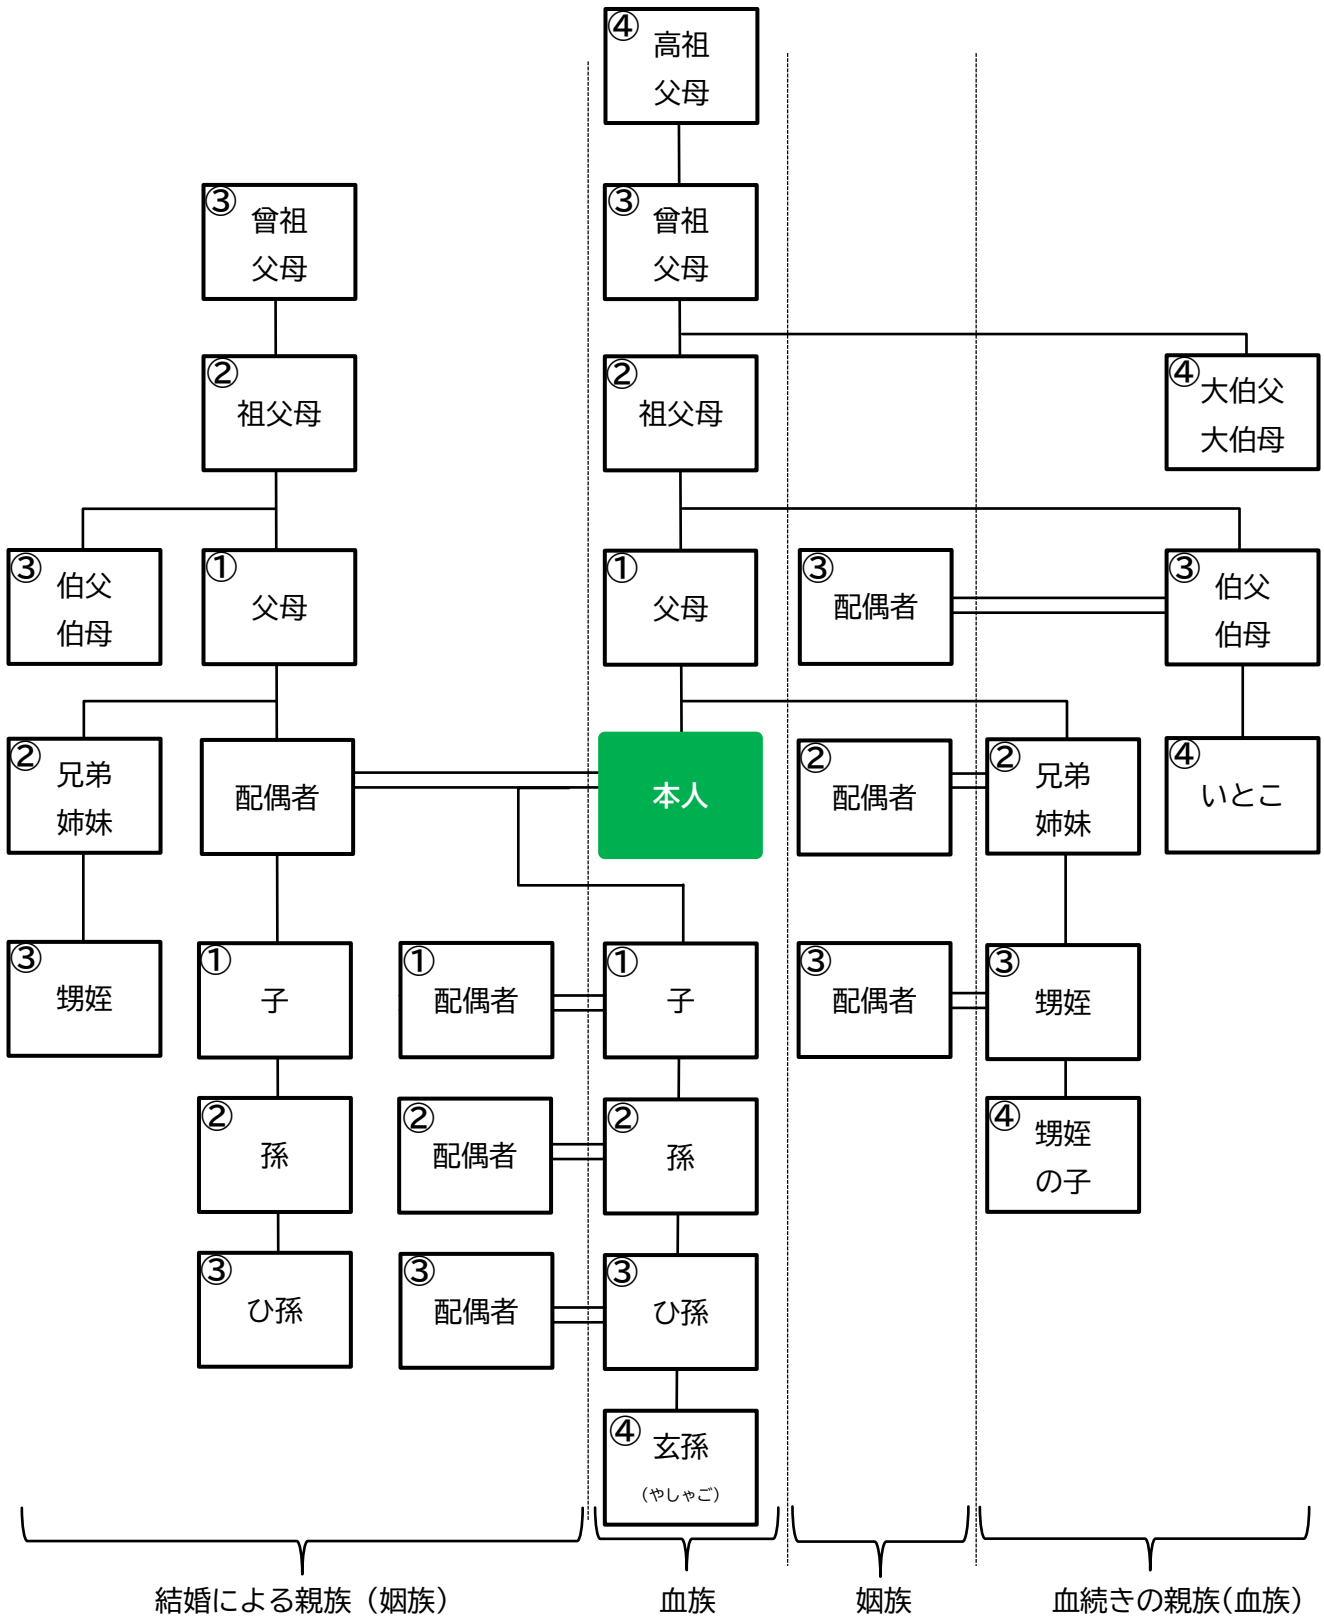 ④
高祖
父母
③
曾祖
父母
③
曾祖
父母
②
祖父母
②
祖父母
④
大伯父
大伯母
③
伯父
伯母
①
父母
①
父母
③
配偶者
③
伯父
伯母
②
兄弟
姉妹
配偶者
本人
②
配偶者
②
兄弟
姉妹
④
いとこ
③
甥姪
①
子
①
配偶者
①
子
③
配偶者
③
甥姪
②
孫
②
配偶者
②
孫
④
甥姪
の子
③
ひ孫
③
配偶者
③
ひ孫
④
玄孫
（やしゃご）
結婚による親族（姻族）
血族
姻族
血続きの親族(血族)